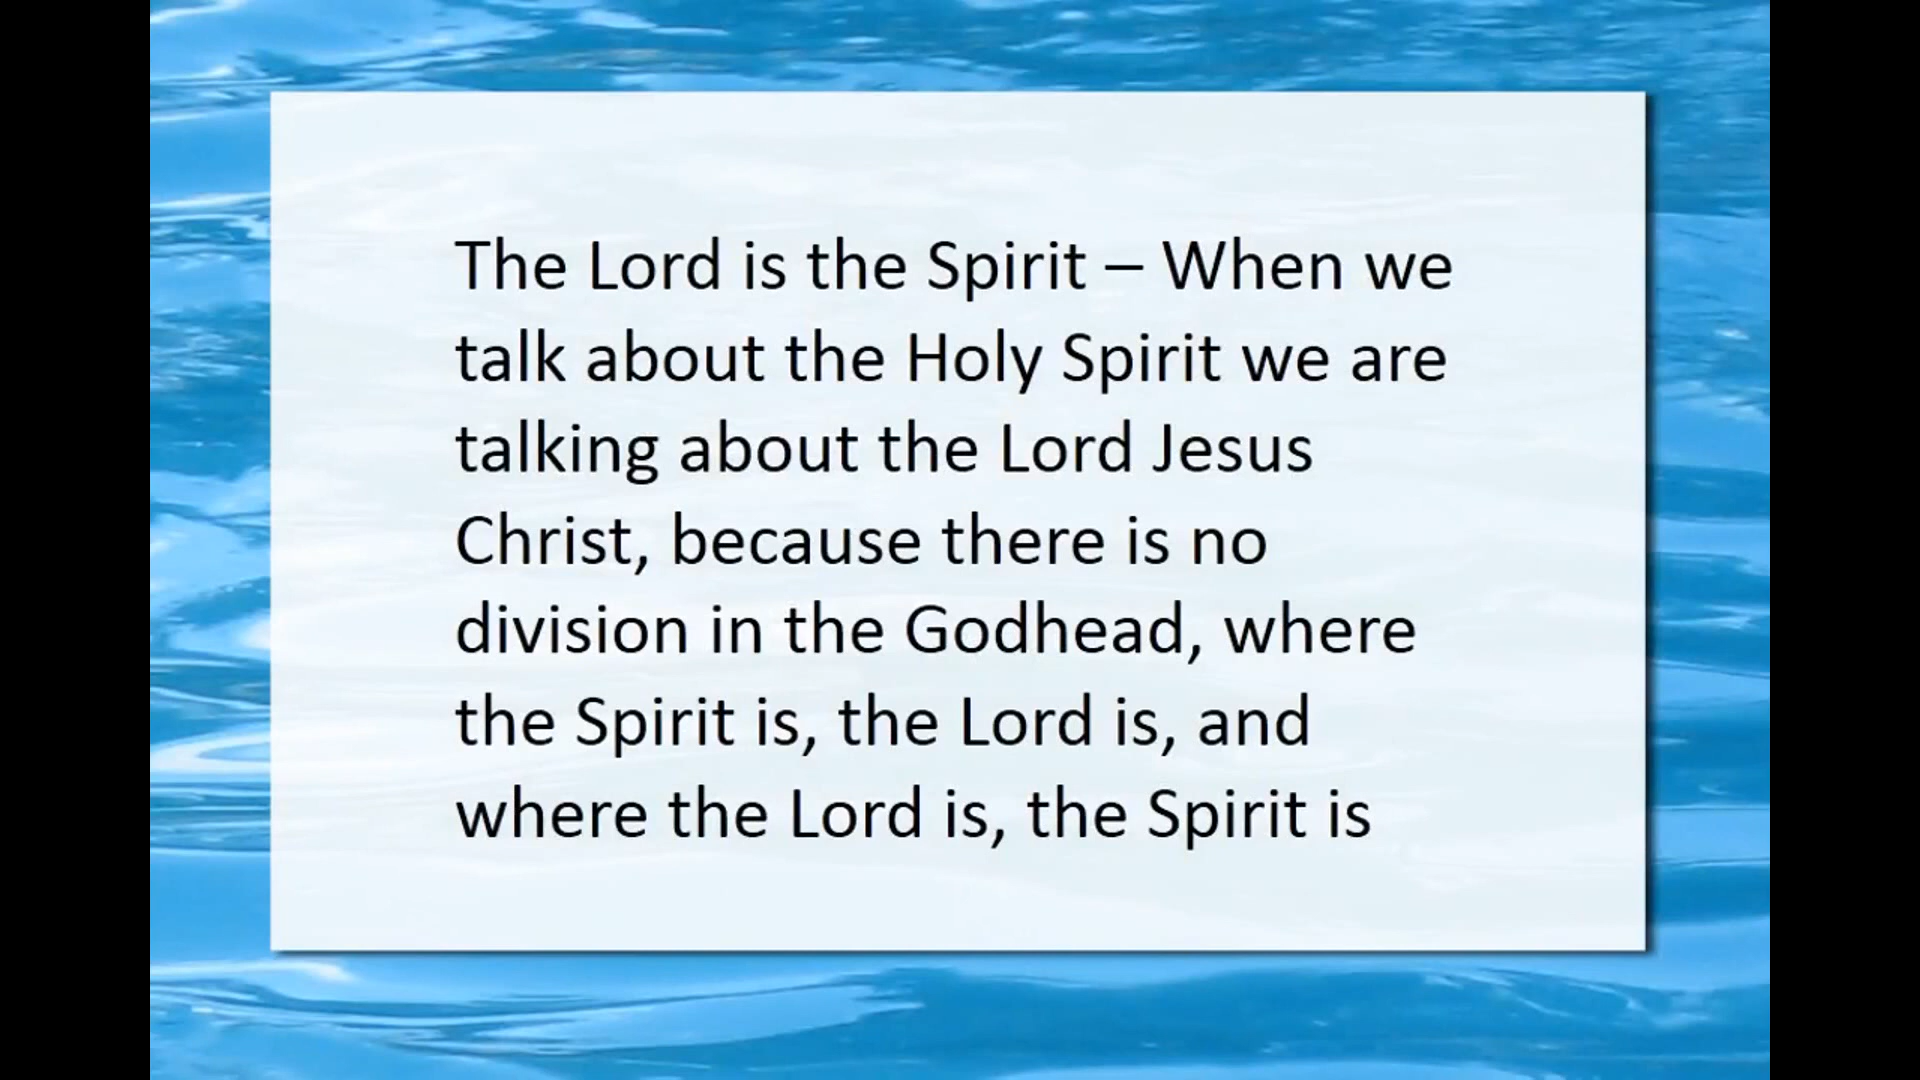 The Lord is the Spirit – When we
talk about the Holy Spirit we are
talking about the Lord Jesus
Christ, because there is no
division in the Godhead, where
the Spirit is, the Lord is, and
where the Lord is, the Spirit is